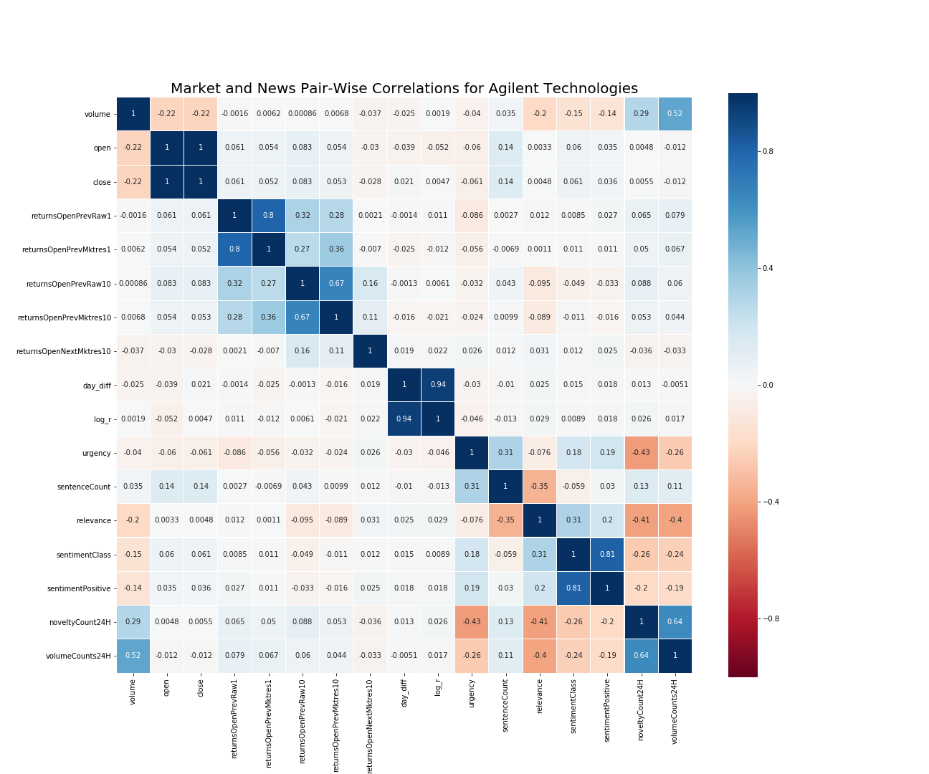 Market and News Pair-Wise Correlations for Agilent Technologies
volume 1 -0.22 -0.22 -0.0016 0.0062 0.00086 0.0068 -0.037 -0.025 0.0019 -0.04 0.035 -0.2 -0.15 -0.14 0.29 0.52
open -0.22 1 1 0.061 0.054 0.083 0.054 -0.03 -0.039 -0.052 -0.06 0.14 0.0033 0.06 0.035 0.0048 -0.012
close -0.22 1 1 0.061 0.052 0.083 0.053 -0.028 0.021 0.0047 -0.061 0.14 0.0048 0.061 0.036 0.0055 -0.012
returnsOpenPrevRaw1 -0.0016 0.061 0.061 1 0.8 0.32 0.28 0.0021 -0.0014 0.011 -0.086 0.0027 0.012 0.0085 0.027 0.065 0.079
returnsOpenPrevMktres1 0.0062 0.054 0.052 0.8 1 0.27 0.36 -0.007 -0.025 -0.012 -0.056 -0.0069 0.0011 0.011 0.011 0.05 0.067
returnsOpenPrevRaw10 0.00086 0.083 0.083 0.32 0.27 1 0.67 0.16 -0.0013 0.0061 -0.032 0.043 -0.095 -0.049 -0.033 0.088 0.06
returnsOpenPrevMktres10 0.0068 0.054 0.053 0.28 0.36 0.67 1 0.11 -0.016 -0.021 -0.024 0.0099 -0.089 -0.011 -0.016 0.053 0.044
returnsOpenNextMktres10 -0.037 -0.03 -0.028 0.0021 -0.007 0.16 0.11 1 0.019 0.022 0.026 0.012 0.031 0.012 0.025 -0.036 -0.033
day_diff -0.025 -0.039 0.021 -0.0014 -0.025 -0.0013 -0.016 0.019 1 0.94 -0.03 -0.01 0.025 0.015 0.018 0.013 -0.0051
log_r 0.0019 -0.052 0.0047 0.011 -0.012 0.0061 -0.021 0.022 0.94 1 -0.046 -0.013 0.029 0.0089 0.018 0.026 0.017
urgency -0.04 -0.06 -0.061 -0.086 -0.056 -0.032 -0.024 0.026 -0.03 -0.046 1 0.31 -0.076 0.18 0.19 -0.43 -0.26
sentenceCount 0.035 0.14 0.14 0.0027 -0.0069 0.043 0.0099 0.012 -0.01 -0.013 0.31 1 -0.35 -0.059 0.03 0.13 0.11
relevance -0.2 0.0033 0.0048 0.012 0.0011 -0.095 -0.089 0.031 0.025 0.029 -0.076 -0.35 1 0.31 0.2 -0.41 -0.4
sentimentClass -0.15 0.06 0.061 0.0085 0.011 -0.049 -0.011 0.012 0.015 0.0089 0.18 -0.059 0.31 1 0.81 -0.26 -0.24
sentimentPositive -0.14 0.035 0.036 0.027 0.011 -0.033 -0.016 0.025 0.018 0.018 0.19 0.03 0.2 0.81 1 -0.2 -0.19
noveltyCount24H 0.29 0.0048 0.0055 0.065 0.05 0.088 0.053 -0.036 0.013 0.026 -0.43 0.13 -0.41 -0.26 -0.2 1 0.64
volumeCounts24H 0.52 -0.012 -0.012 0.079 0.067 0.06 0.044 -0.033 -0.0051 0.017 -0.26 0.11 -0.4 -0.24 -0.19 0.64 1
volume
open
close
returnsOpenPrevRaw1
returnsOpenPrevMktres1
returnsOpenPrevRaw10
returnsOpenPrevMktres10
returnsOpenNextMktres10
day_diff
log_r
urgency
sentenceCount
relevance
sentimentClass
sentimentPositive
noveltyCount24H
volumeCounts24H
0.8
0.4
0.0
−0.4
−0.8